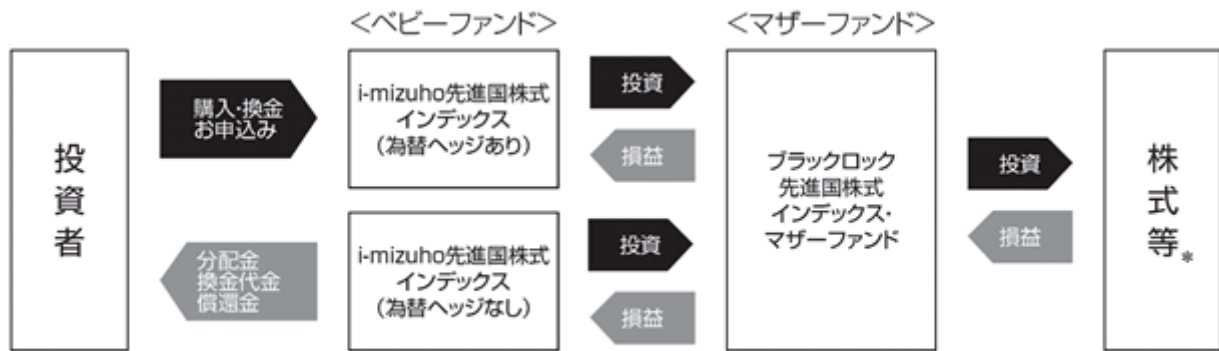 <ベビーファンド>
<マザーファンド>
投資者
購入・換金
お申込み
分配金
換金代金
償還金
i-mizuho先進国株式
インデックス
（為替ヘッジあり）
i-mizuho先進国株式
インデックス
（為替ヘッジなし）
投資
損益
投資
損益
ブラックロック
先進国株式
インデックス・
マザーファンド
投資
損益
株式等*